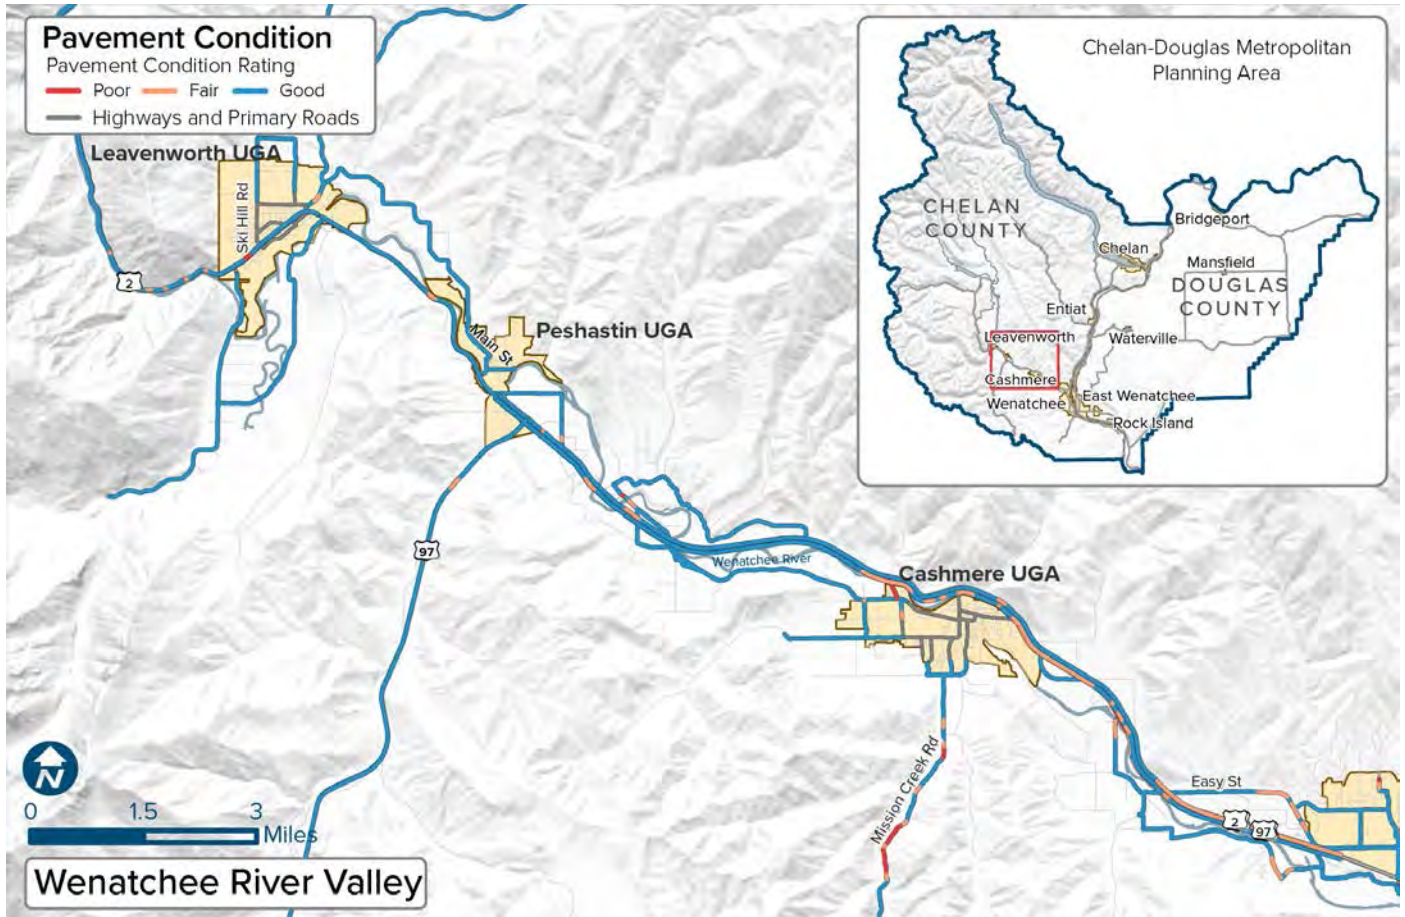 Pavement Condition
Pavement Condition Rating
Poor Fair Good
Highways and Primary Roads
Leavenworth UGA
Ski Hill Rd
2
Main St
Peshastin UGA
97
Wenatchee River
Cashmere UGA
Mission Creek Rd
Easy St
2
97
N
0 1.5 3
Miles
Wenatchee River Valley
Chelan-Douglas Metropolitan
Planning Area
CHELAN
COUNTY
Bridgeport
Chelan
Mansfield
DOUGLAS
COUNTY
Entiat
Leavenworth
Waterville
Cashmere
Wenatchee
East Wenatchee
Rock Island